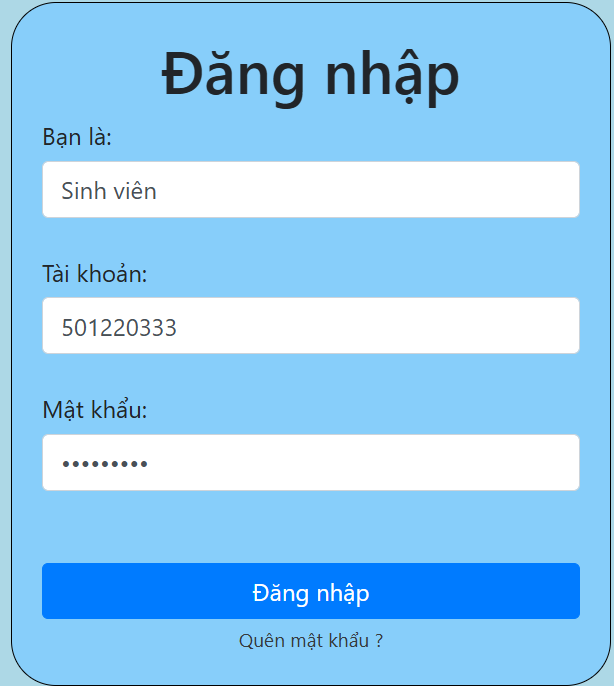 Đăng nhập
Bạn là:
Sinh viên
Tài khoản:
501220333
Mật khẩu:
•••••••••
Đăng nhập
Quên mật khẩu ?